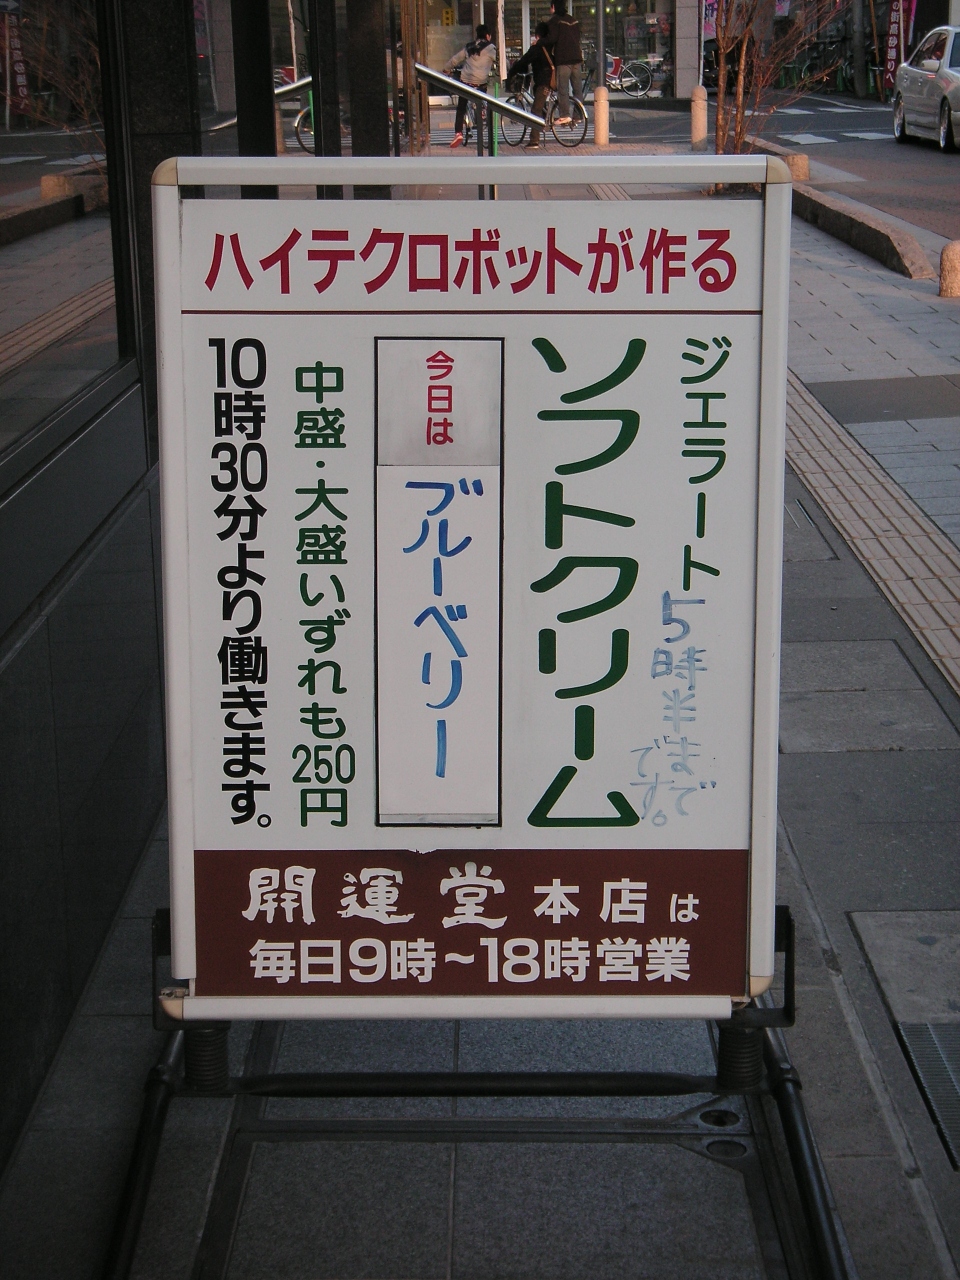 ハイテクロボットが作る
ジエラート
5時半まで
です。
ソフトクリーム
今日は
ブルーベリー
中盛・大盛いずれも250円
10時30分より働きます。
開運堂本店は
毎日9時~18時営業